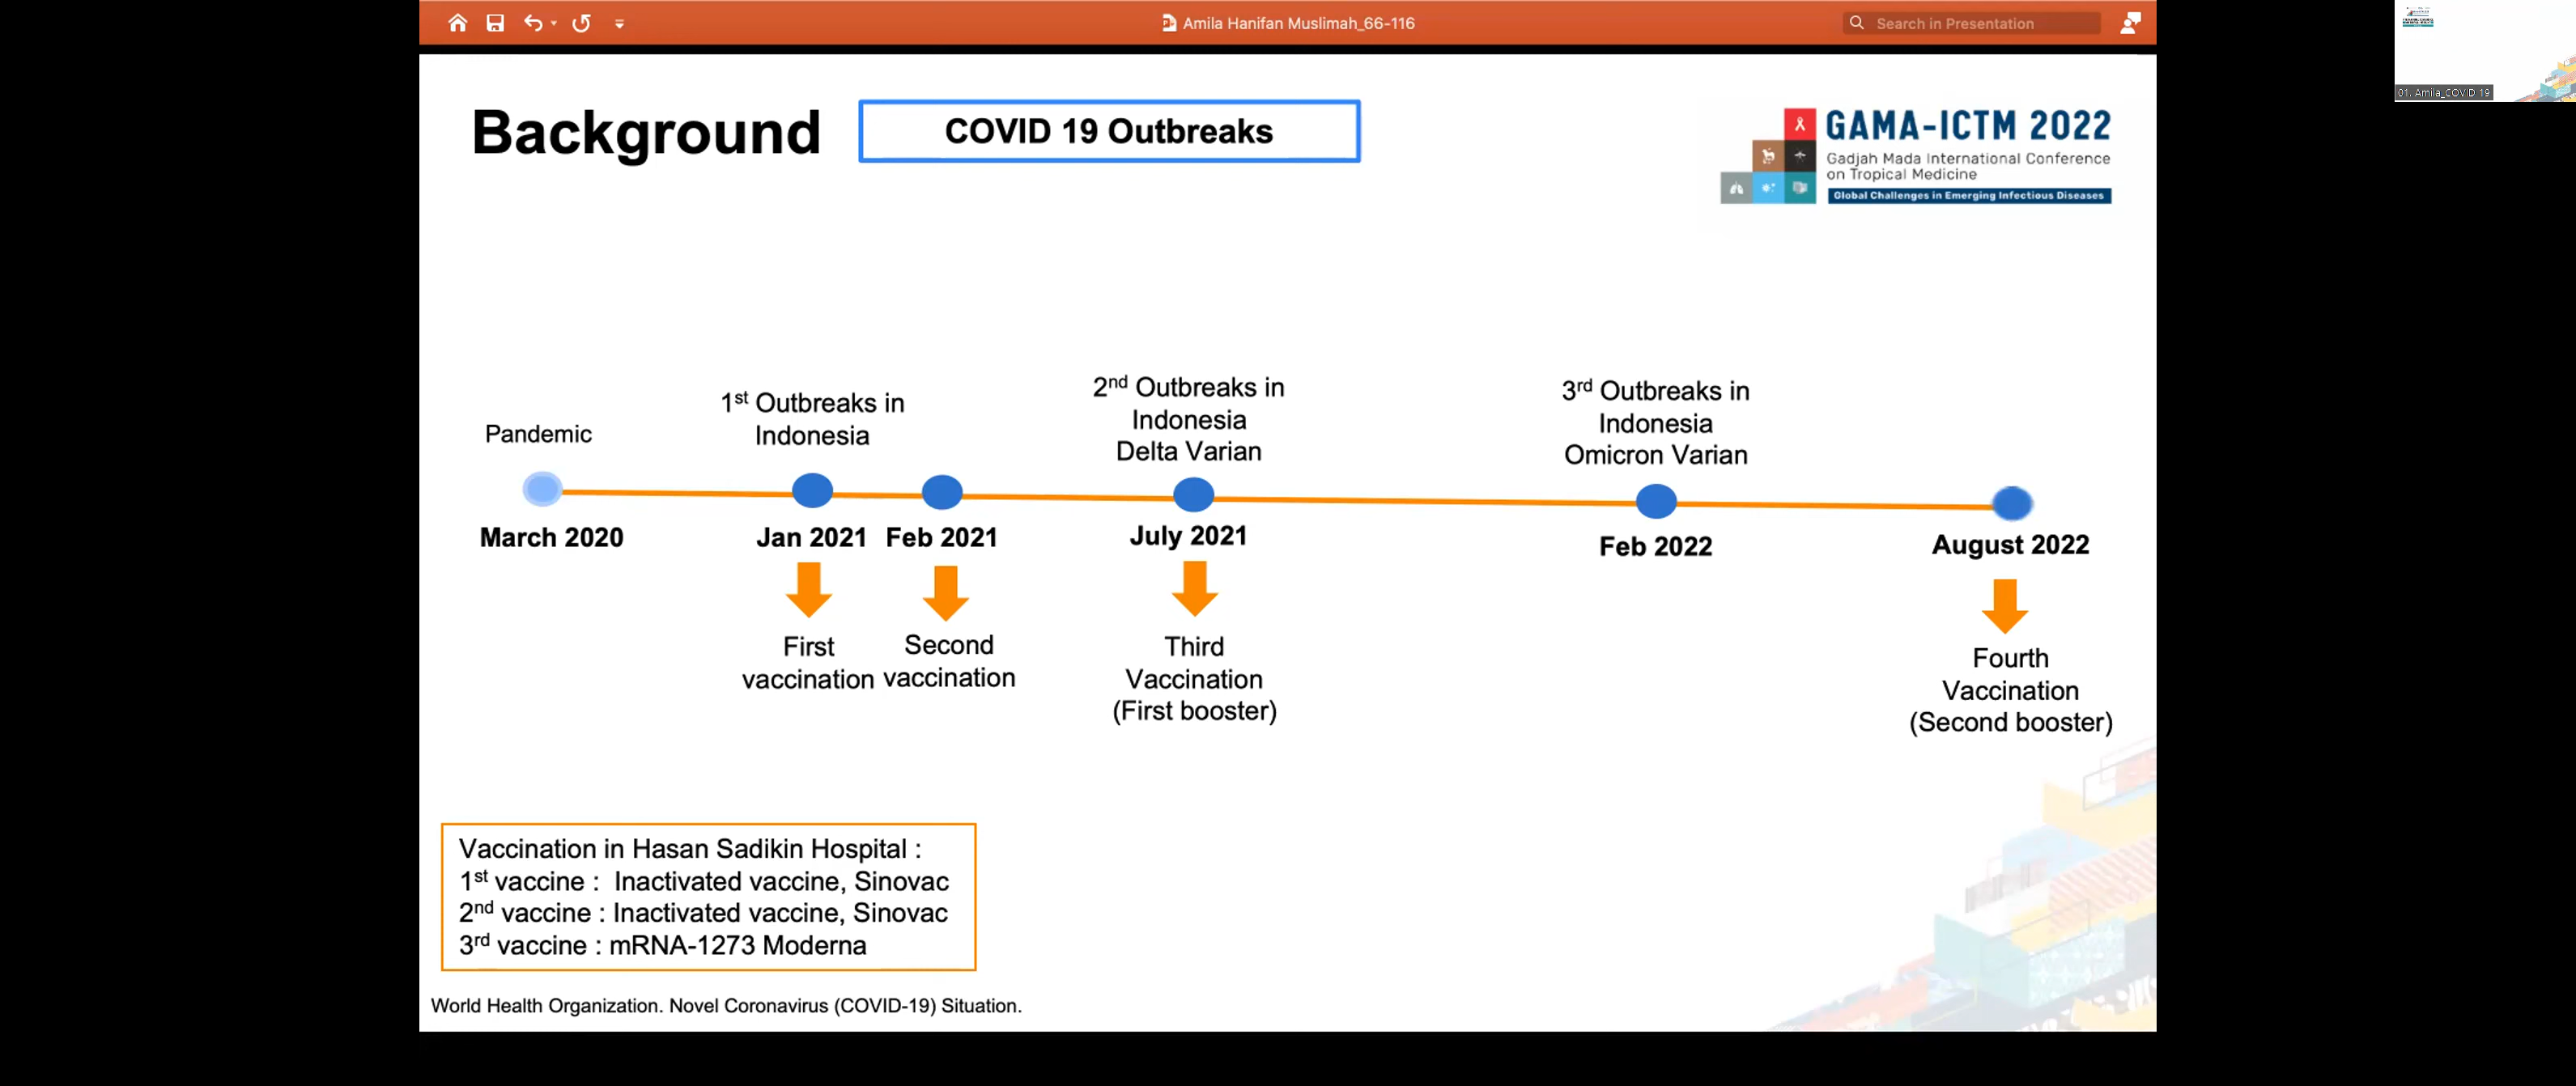 Amila Hanifan Muslimah_66-116
Search in Presentation
01. Amila_COVID 19
Background
COVID 19 Outbreaks
GAMA-ICTM 2022
Gadjah Mada International Conference
on Tropical Medicine
Global Challenges in Emerging Infectious Diseases
Pandemic
1st Outbreaks in
Indonesia
2nd Outbreaks in
Indonesia
Delta Varian
3rd Outbreaks in
Indonesia
Omicron Varian
March 2020
Jan 2021
Feb 2021
July 2021
Feb 2022
August 2022
First
vaccination
Second
vaccination
Third
Vaccination
(First booster)
Fourth
Vaccination
(Second booster)
Vaccination in Hasan Sadikin Hospital :
1st vaccine : Inactivated vaccine, Sinovac
2nd vaccine : Inactivated vaccine, Sinovac
3rd vaccine : mRNA-1273 Moderna
World Health Organization. Novel Coronavirus (COVID-19) Situation.